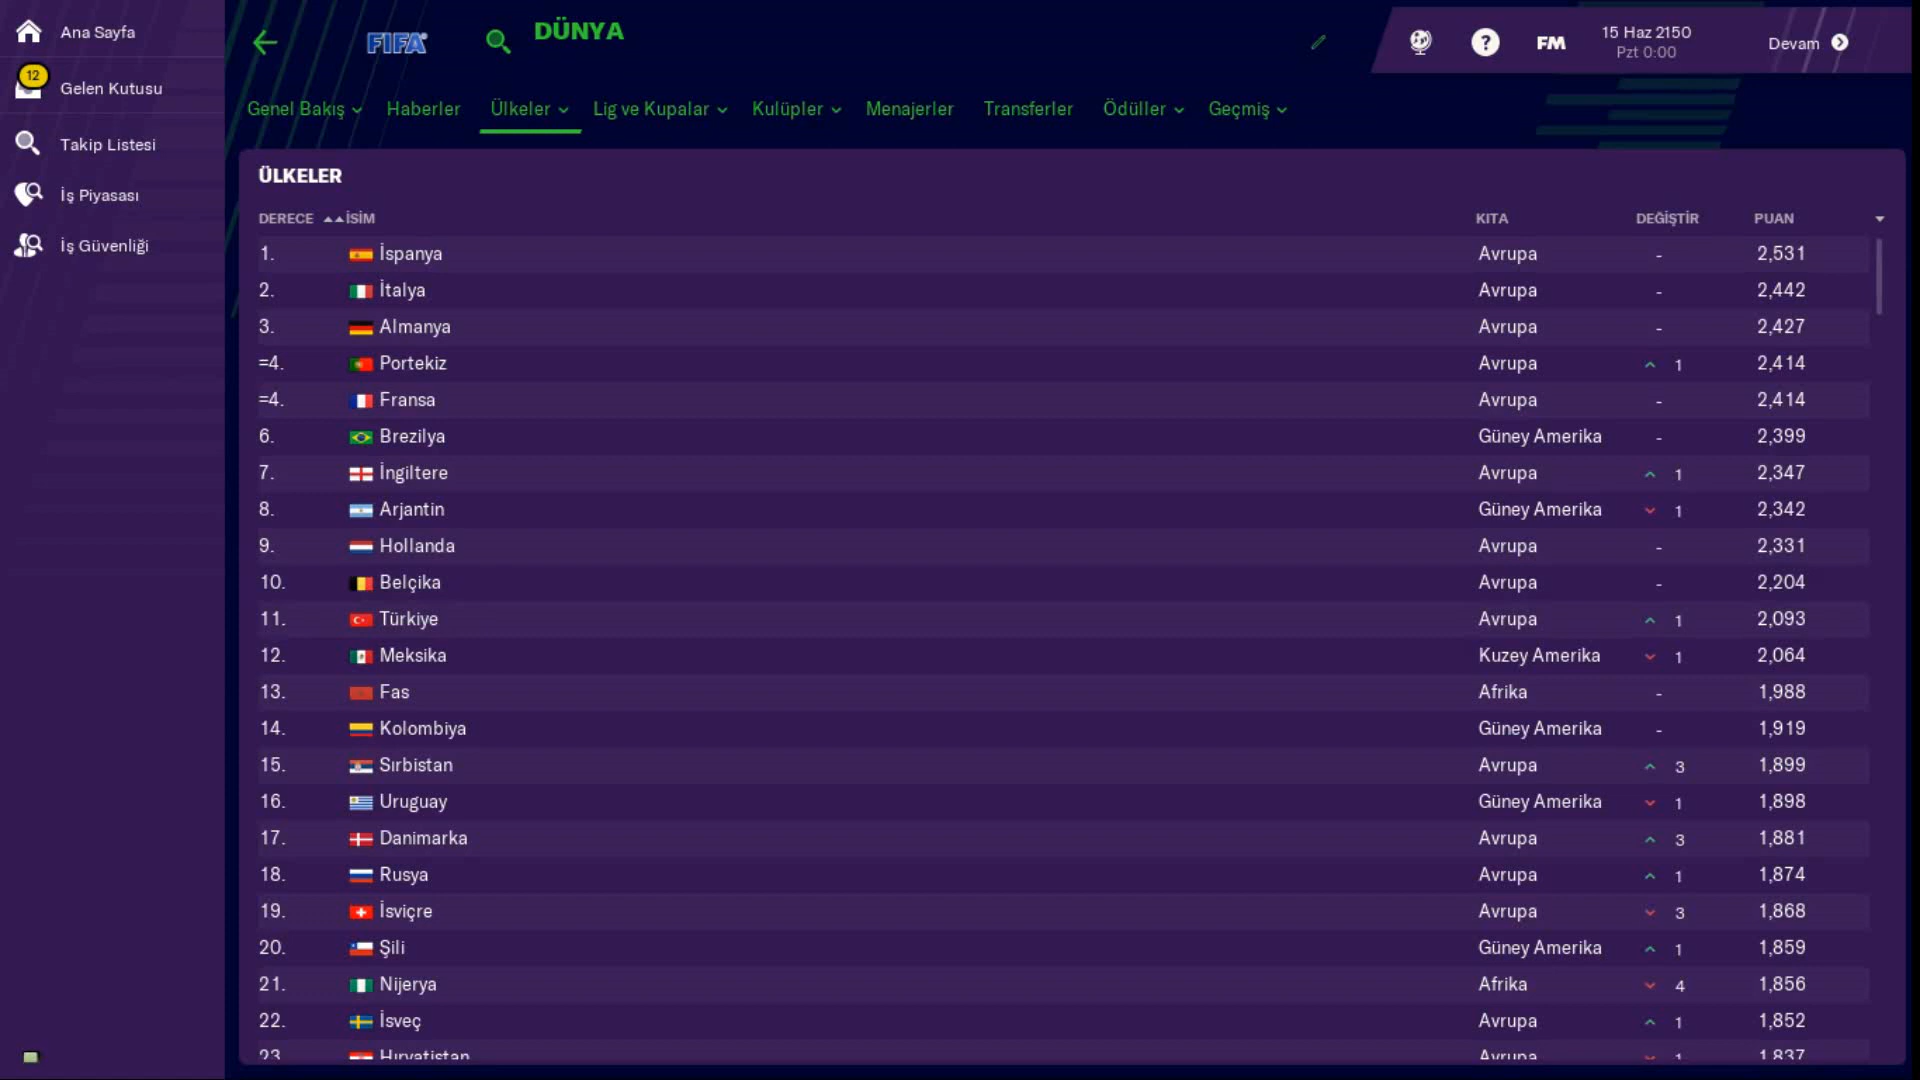 Ana Sayfa
12
Gelen Kutusu
Takip Listesi
İş Piyasası
İş Güvenliği
FIFA
DÜNYA
?
FM
15 Haz 2150
Pzt 0:00
Devam
Genel Bakış Haberler Ülkeler Lig ve Kupalar Kulüpler Menajerler Transferler Ödüller Geçmiş
ÜLKELER
DERECE İSİM KITA DEĞİŞTİR PUAN
1. İspanya Avrupa - 2,531
2. İtalya Avrupa - 2,442
3. Almanya Avrupa - 2,427
=4. Portekiz Avrupa 1 2,414
=4. Fransa Avrupa - 2,414
6. Brezilya Güney Amerika - 2,399
7. İngiltere Avrupa 1 2,347
8. Arjantin Güney Amerika 1 2,342
9. Hollanda Avrupa - 2,331
10. Belçika Avrupa - 2,204
11. Türkiye Avrupa 1 2,093
12. Meksika Kuzey Amerika 1 2,064
13. Fas Afrika - 1,988
14. Kolombiya Güney Amerika - 1,919
15. Sırbistan Avrupa 3 1,899
16. Uruguay Güney Amerika 1 1,898
17. Danimarka Avrupa 3 1,881
18. Rusya Avrupa 1 1,874
19. İsviçre Avrupa 3 1,868
20. Şili Güney Amerika 1 1,859
21. Nijerya Afrika 4 1,856
22. İsveç Avrupa 1 1,852
23. Hırvatistan Avrupa 1 1,837